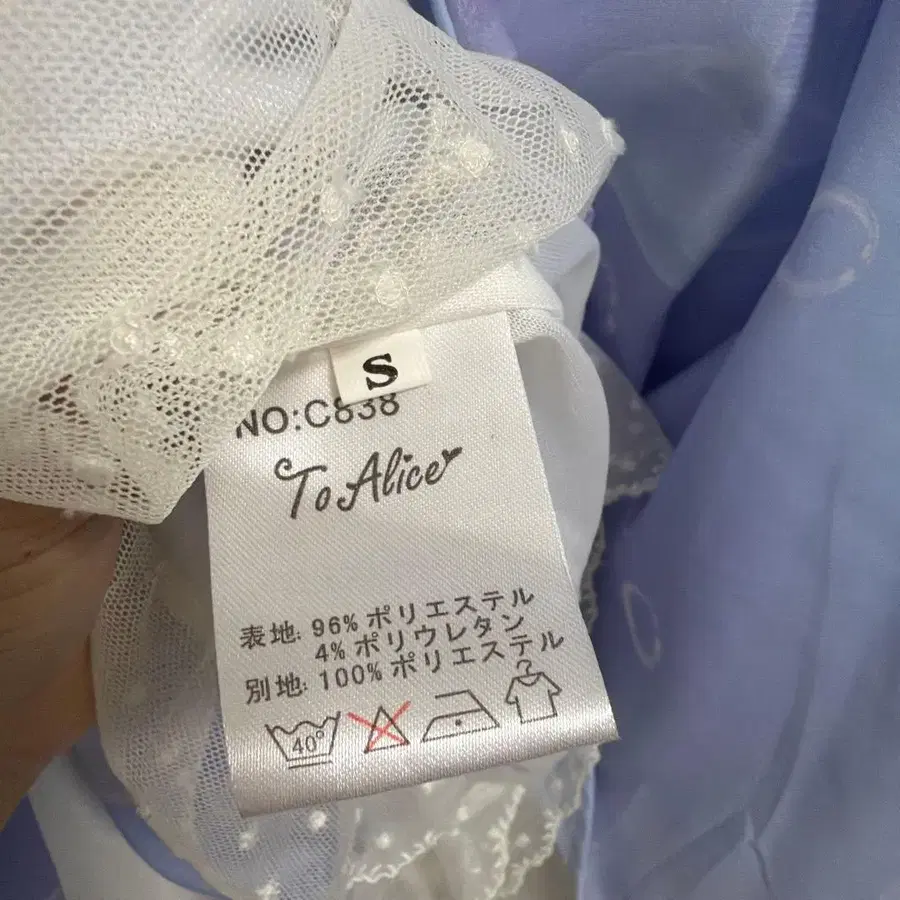 S
NO:C838
To Alice
表地: 96% ポリエステル
4% ポリウレタン
別地: 100% ポリエステル
40°